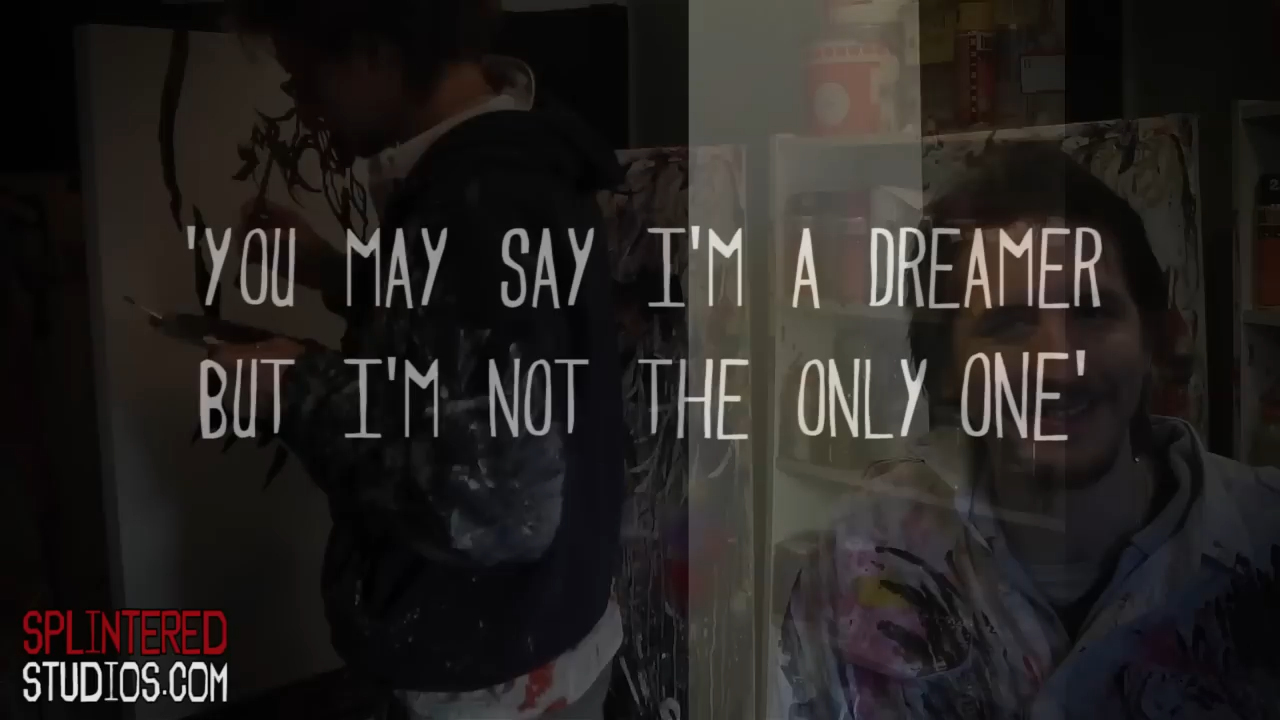 'YOU MAY SAY I'M A DREAMER
BUT I'M NOT THE ONLY ONE'
SPLINTERED
STUDIOS.COM